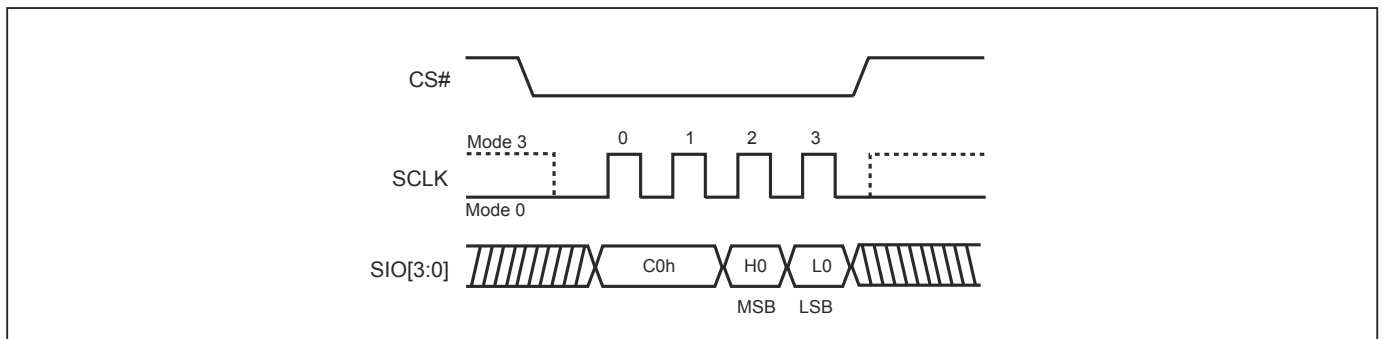 CS#
Mode 3 0 1 2 3
SCLK
Mode 0
SIO[3:0] C0h H0 L0
MSB LSB